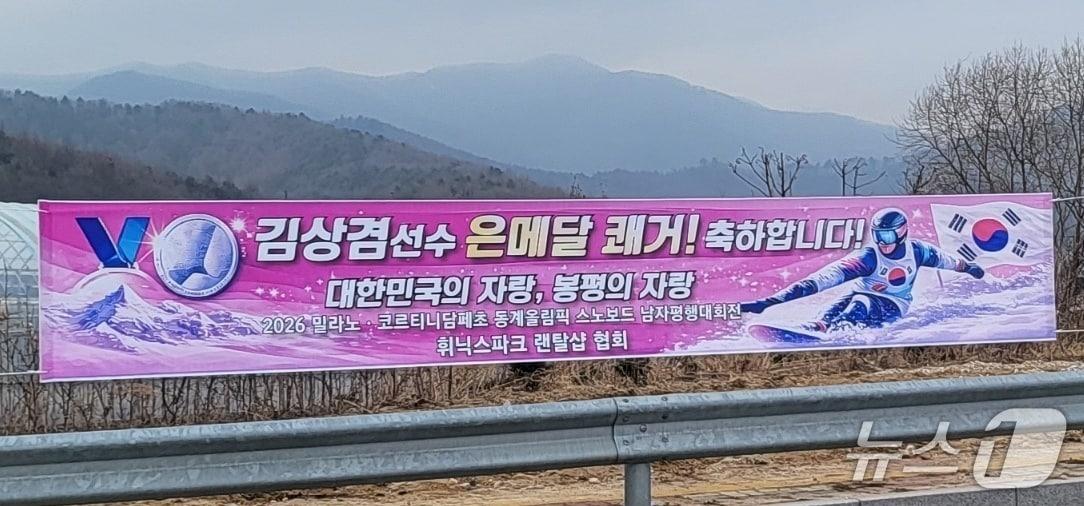 김상겸선수 은메달 쾌거! 축하합니다!
대한민국의 자랑, 봉평의 자랑
2026 밀라노 · 코르티니담페초 동계올림픽 스노보드 남자평행대회전
휘닉스파크 랜탈샵 협회
뉴스1